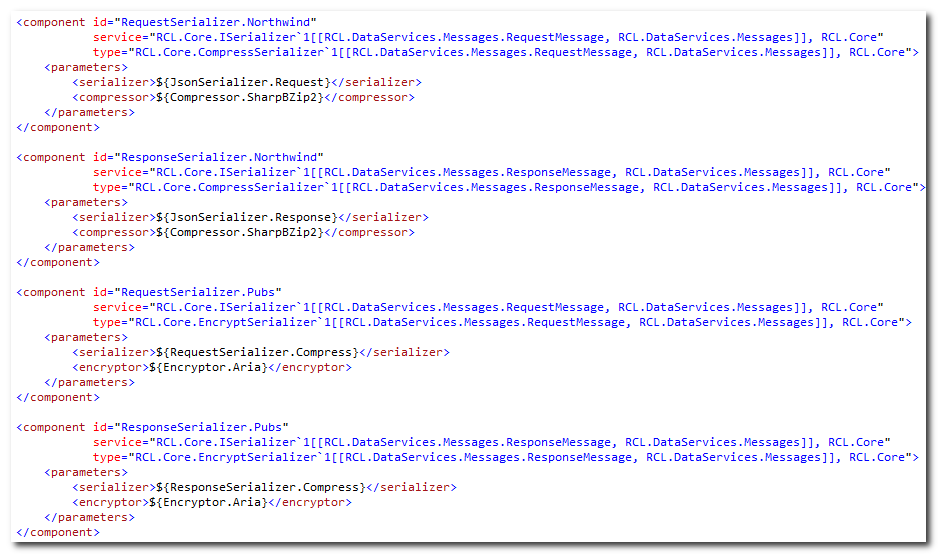 <component id="RequestSerializer.Northwind"
           service="RCL.Core.ISerializer`1[[RCL.DataServices.Messages.RequestMessage, RCL.DataServices.Messages]], RCL.Core"
           type="RCL.Core.CompressSerializer`1[[RCL.DataServices.Messages.RequestMessage, RCL.DataServices.Messages]], RCL.Core">
    <parameters>
        <serializer>${JsonSerializer.Request}</serializer>
        <compressor>${Compressor.SharpBZip2}</compressor>
    </parameters>
</component>

<component id="ResponseSerializer.Northwind"
           service="RCL.Core.ISerializer`1[[RCL.DataServices.Messages.ResponseMessage, RCL.DataServices.Messages]], RCL.Core"
           type="RCL.Core.CompressSerializer`1[[RCL.DataServices.Messages.ResponseMessage, RCL.DataServices.Messages]], RCL.Core">
    <parameters>
        <serializer>${JsonSerializer.Response}</serializer>
        <compressor>${Compressor.SharpBZip2}</compressor>
    </parameters>
</component>

<component id="RequestSerializer.Pubs"
           service="RCL.Core.ISerializer`1[[RCL.DataServices.Messages.RequestMessage, RCL.DataServices.Messages]], RCL.Core"
           type="RCL.Core.EncryptSerializer`1[[RCL.DataServices.Messages.RequestMessage, RCL.DataServices.Messages]], RCL.Core">
    <parameters>
        <serializer>${RequestSerializer.Compress}</serializer>
        <encryptor>${Encryptor.Aria}</encryptor>
    </parameters>
</component>

<component id="ResponseSerializer.Pubs"
           service="RCL.Core.ISerializer`1[[RCL.DataServices.Messages.ResponseMessage, RCL.DataServices.Messages]], RCL.Core"
           type="RCL.Core.EncryptSerializer`1[[RCL.DataServices.Messages.ResponseMessage, RCL.DataServices.Messages]], RCL.Core">
    <parameters>
        <serializer>${ResponseSerializer.Compress}</serializer>
        <encryptor>${Encryptor.Aria}</encryptor>
    </parameters>
</component>